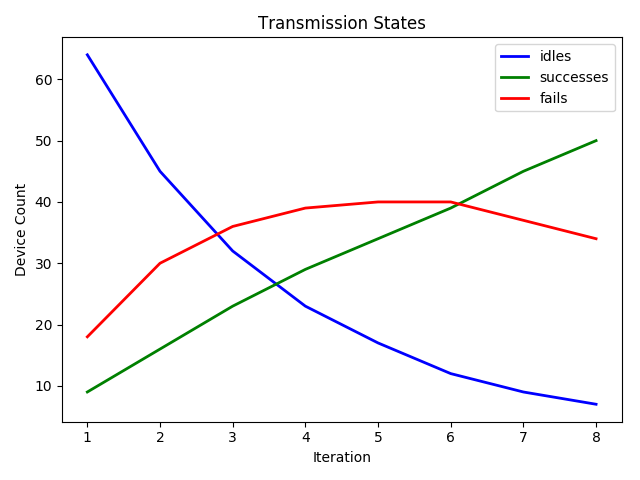 Transmission States
idles
successes
fails
Device Count
60
50
40
30
20
10
1 2 3 4 5 6 7 8
Iteration